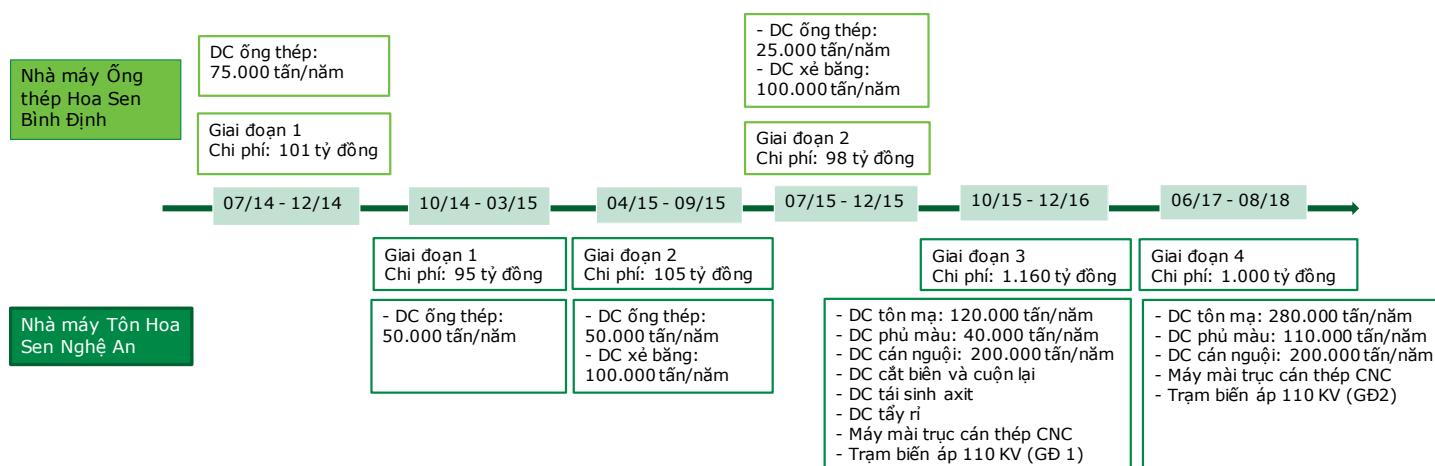 Nhà máy Ống
thép Hoa Sen
Bình Định
DC ống thép:
75.000 tấn/năm
Giai đoạn 1
Chi phí: 101 tỷ đồng
- DC ống thép:
25.000 tấn/năm
- DC xẻ băng:
100.000 tấn/năm
Giai đoạn 2
Chi phí: 98 tỷ đồng
07/14 - 12/14
10/14 - 03/15
04/15 - 09/15
07/15 - 12/15
10/15 - 12/16
06/17 - 08/18
Nhà máy Tôn Hoa
Sen Nghệ An
Giai đoạn 1
Chi phí: 95 tỷ đồng
- DC ống thép:
50.000 tấn/năm
Giai đoạn 2
Chi phí: 105 tỷ đồng
- DC ống thép:
50.000 tấn/năm
- DC xẻ băng:
100.000 tấn/năm
Giai đoạn 3
Chi phí: 1.160 tỷ đồng
- DC tôn mạ: 120.000 tấn/năm
- DC phủ màu: 40.000 tấn/năm
- DC cán nguội: 200.000 tấn/năm
- DC cắt biên và cuộn lại
- DC tái sinh axit
- DC tẩy rỉ
- Máy mài trục cán thép CNC
- Trạm biến áp 110 KV (GĐ 1)
Giai đoạn 4
Chi phí: 1.000 tỷ đồng
- DC tôn mạ: 280.000 tấn/năm
- DC phủ màu: 110.000 tấn/năm
- DC cán nguội: 200.000 tấn/năm
- Máy mài trục cán thép CNC
- Trạm biến áp 110 KV (GĐ2)